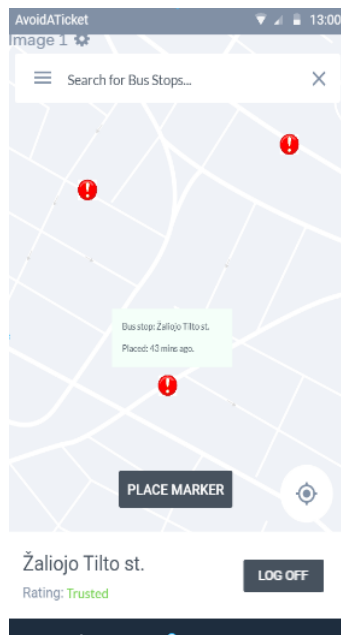 AvoidATicket 13:00
Image 1
Search for Bus Stops...
Bus stop: Žaliojo Tilto st.
Placed: 43 mins ago.
PLACE MARKER
Žaliojo Tilto st.
LOG OFF
Rating: Trusted